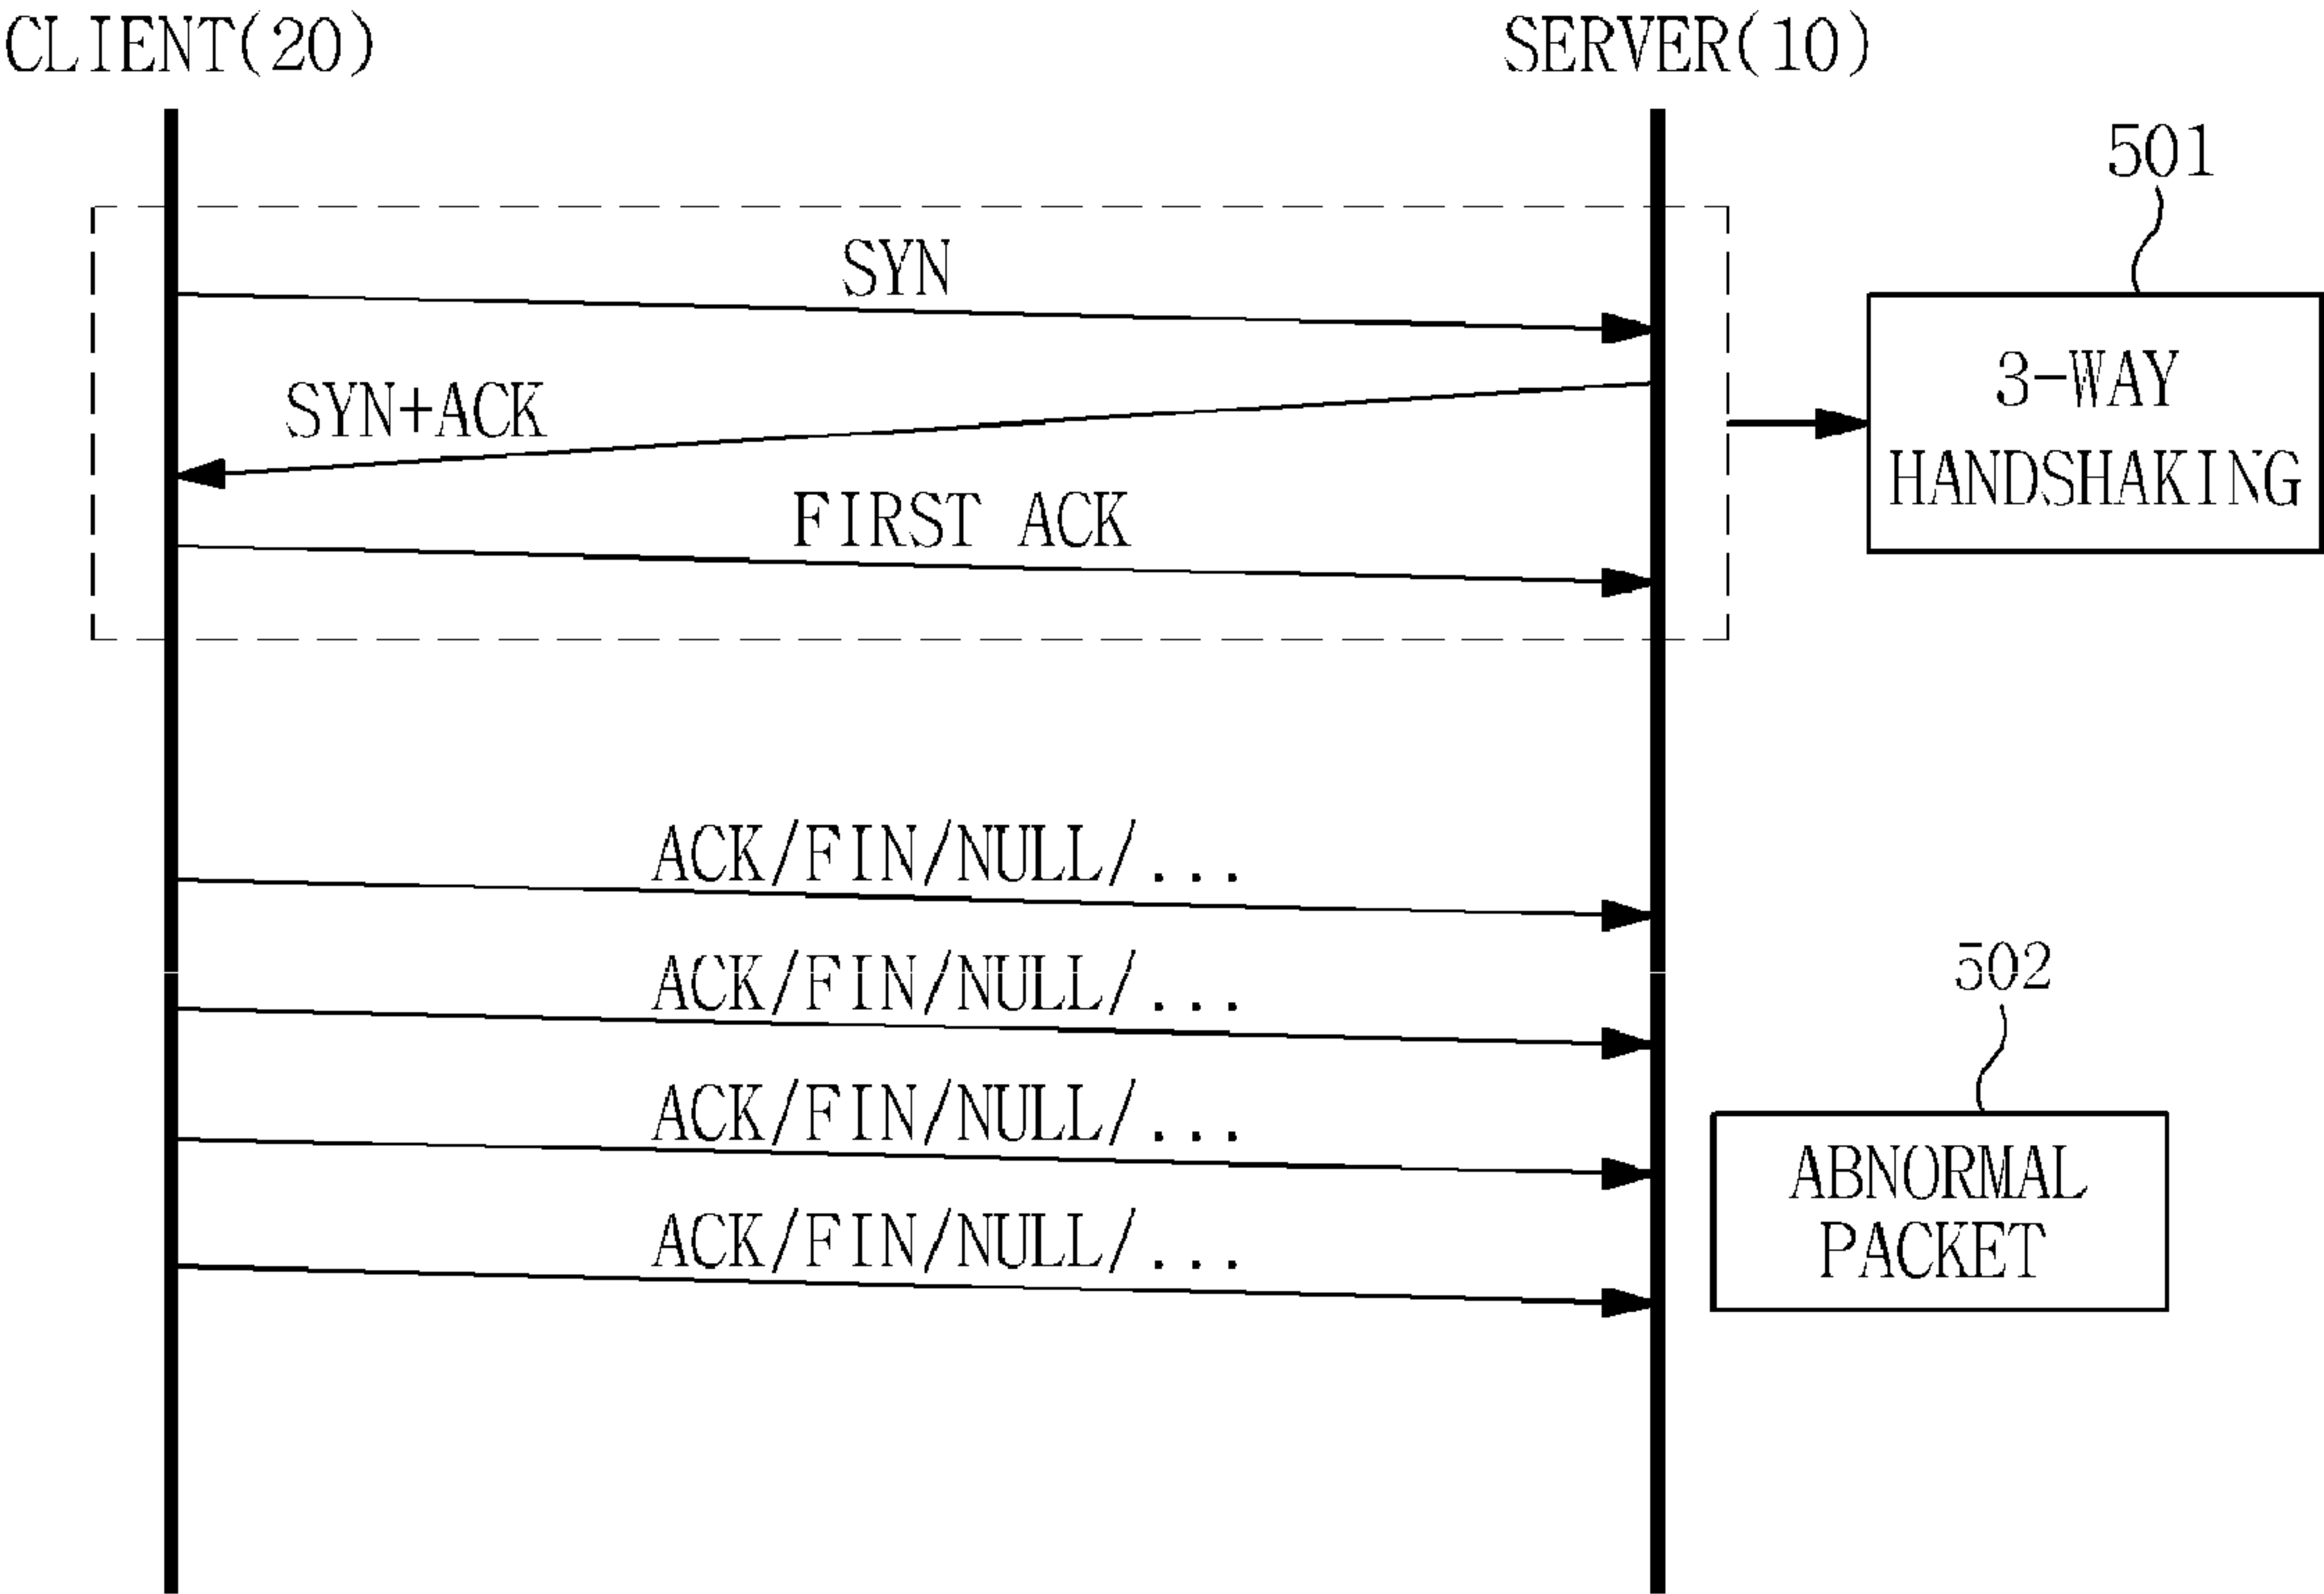 CLIENT(20)
SERVER(10)
501
SYN
3-WAY
HANDSHAKING
SYN+ACK
FIRST ACK
ACK/FIN/NULL/...
ACK/FIN/NULL/...
502
ACK/FIN/NULL/...
ABNORMAL
PACKET
ACK/FIN/NULL/...